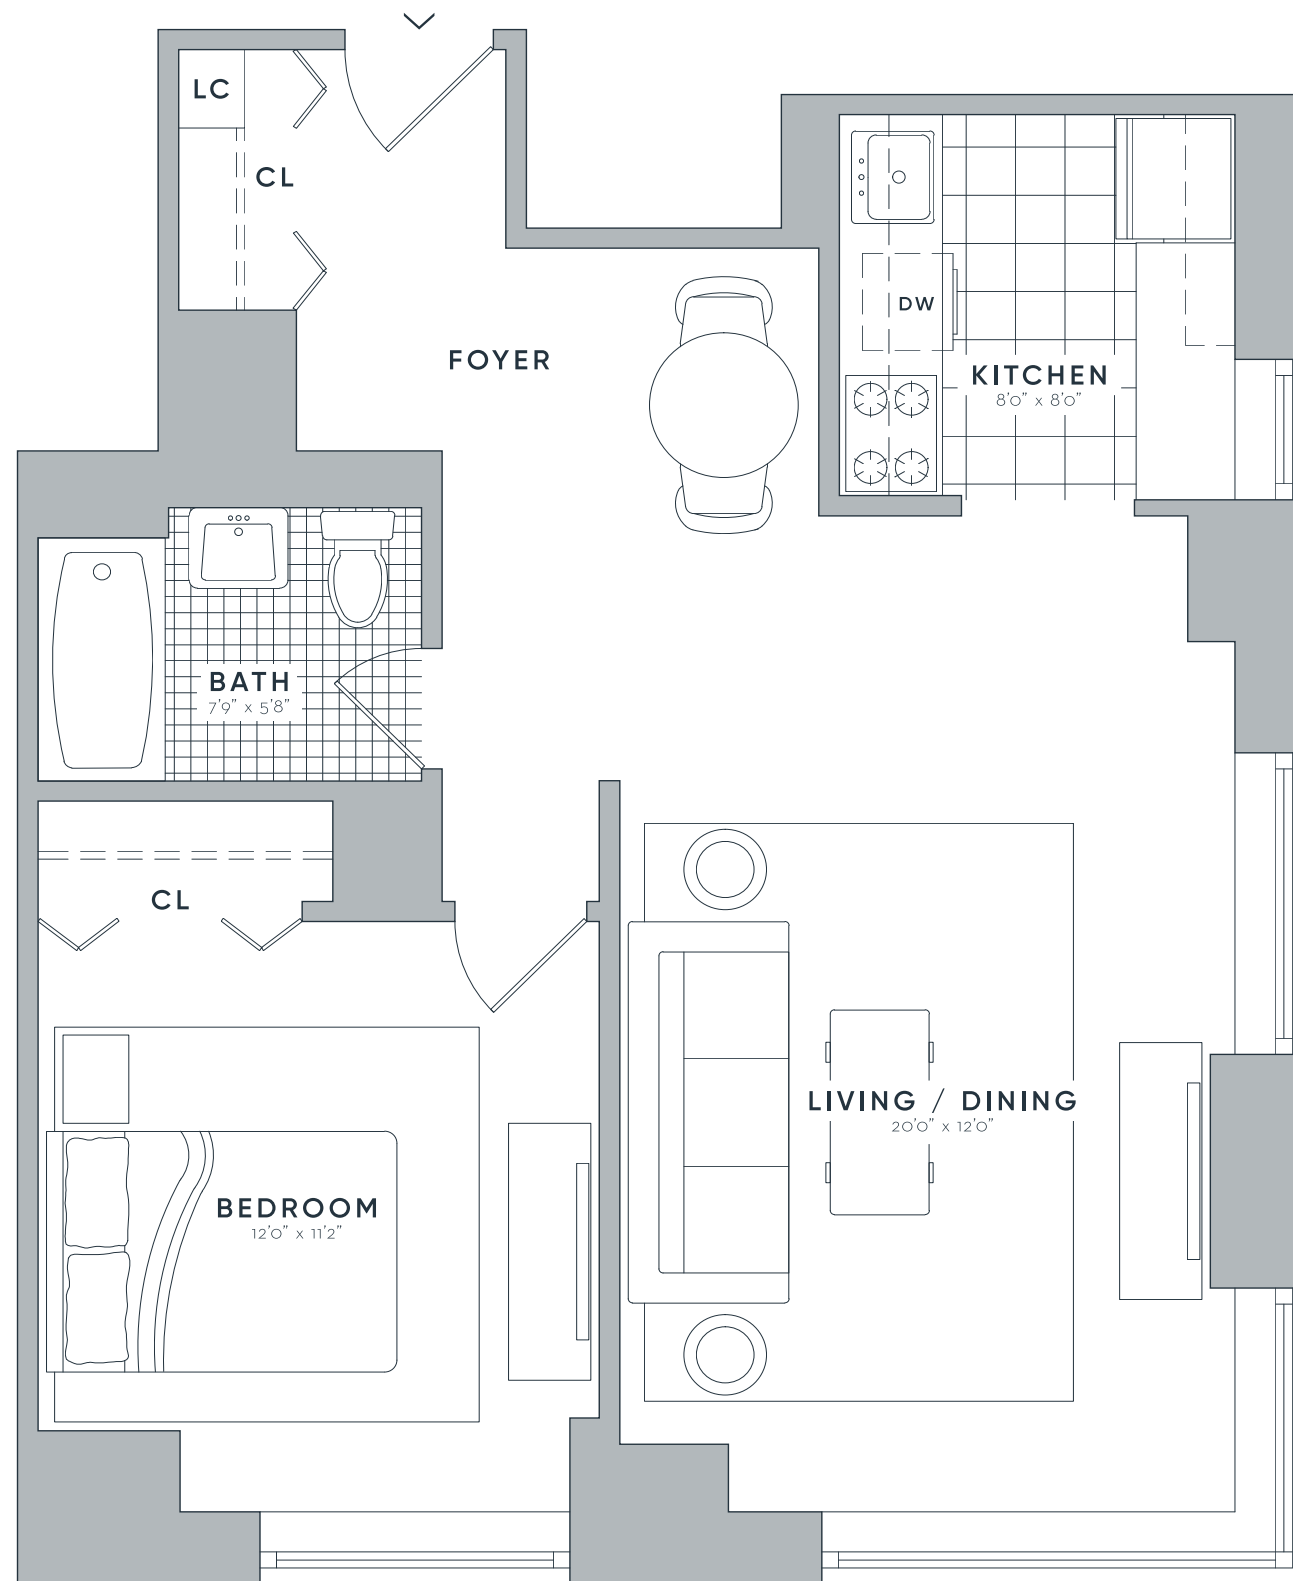 LC
CL
FOYER
DW
KITCHEN
8'0" x 8'0"
BATH
7'9" x 5'8"
CL
LIVING / DINING
20'0" x 12'0"
BEDROOM
12'0" x 11'2"